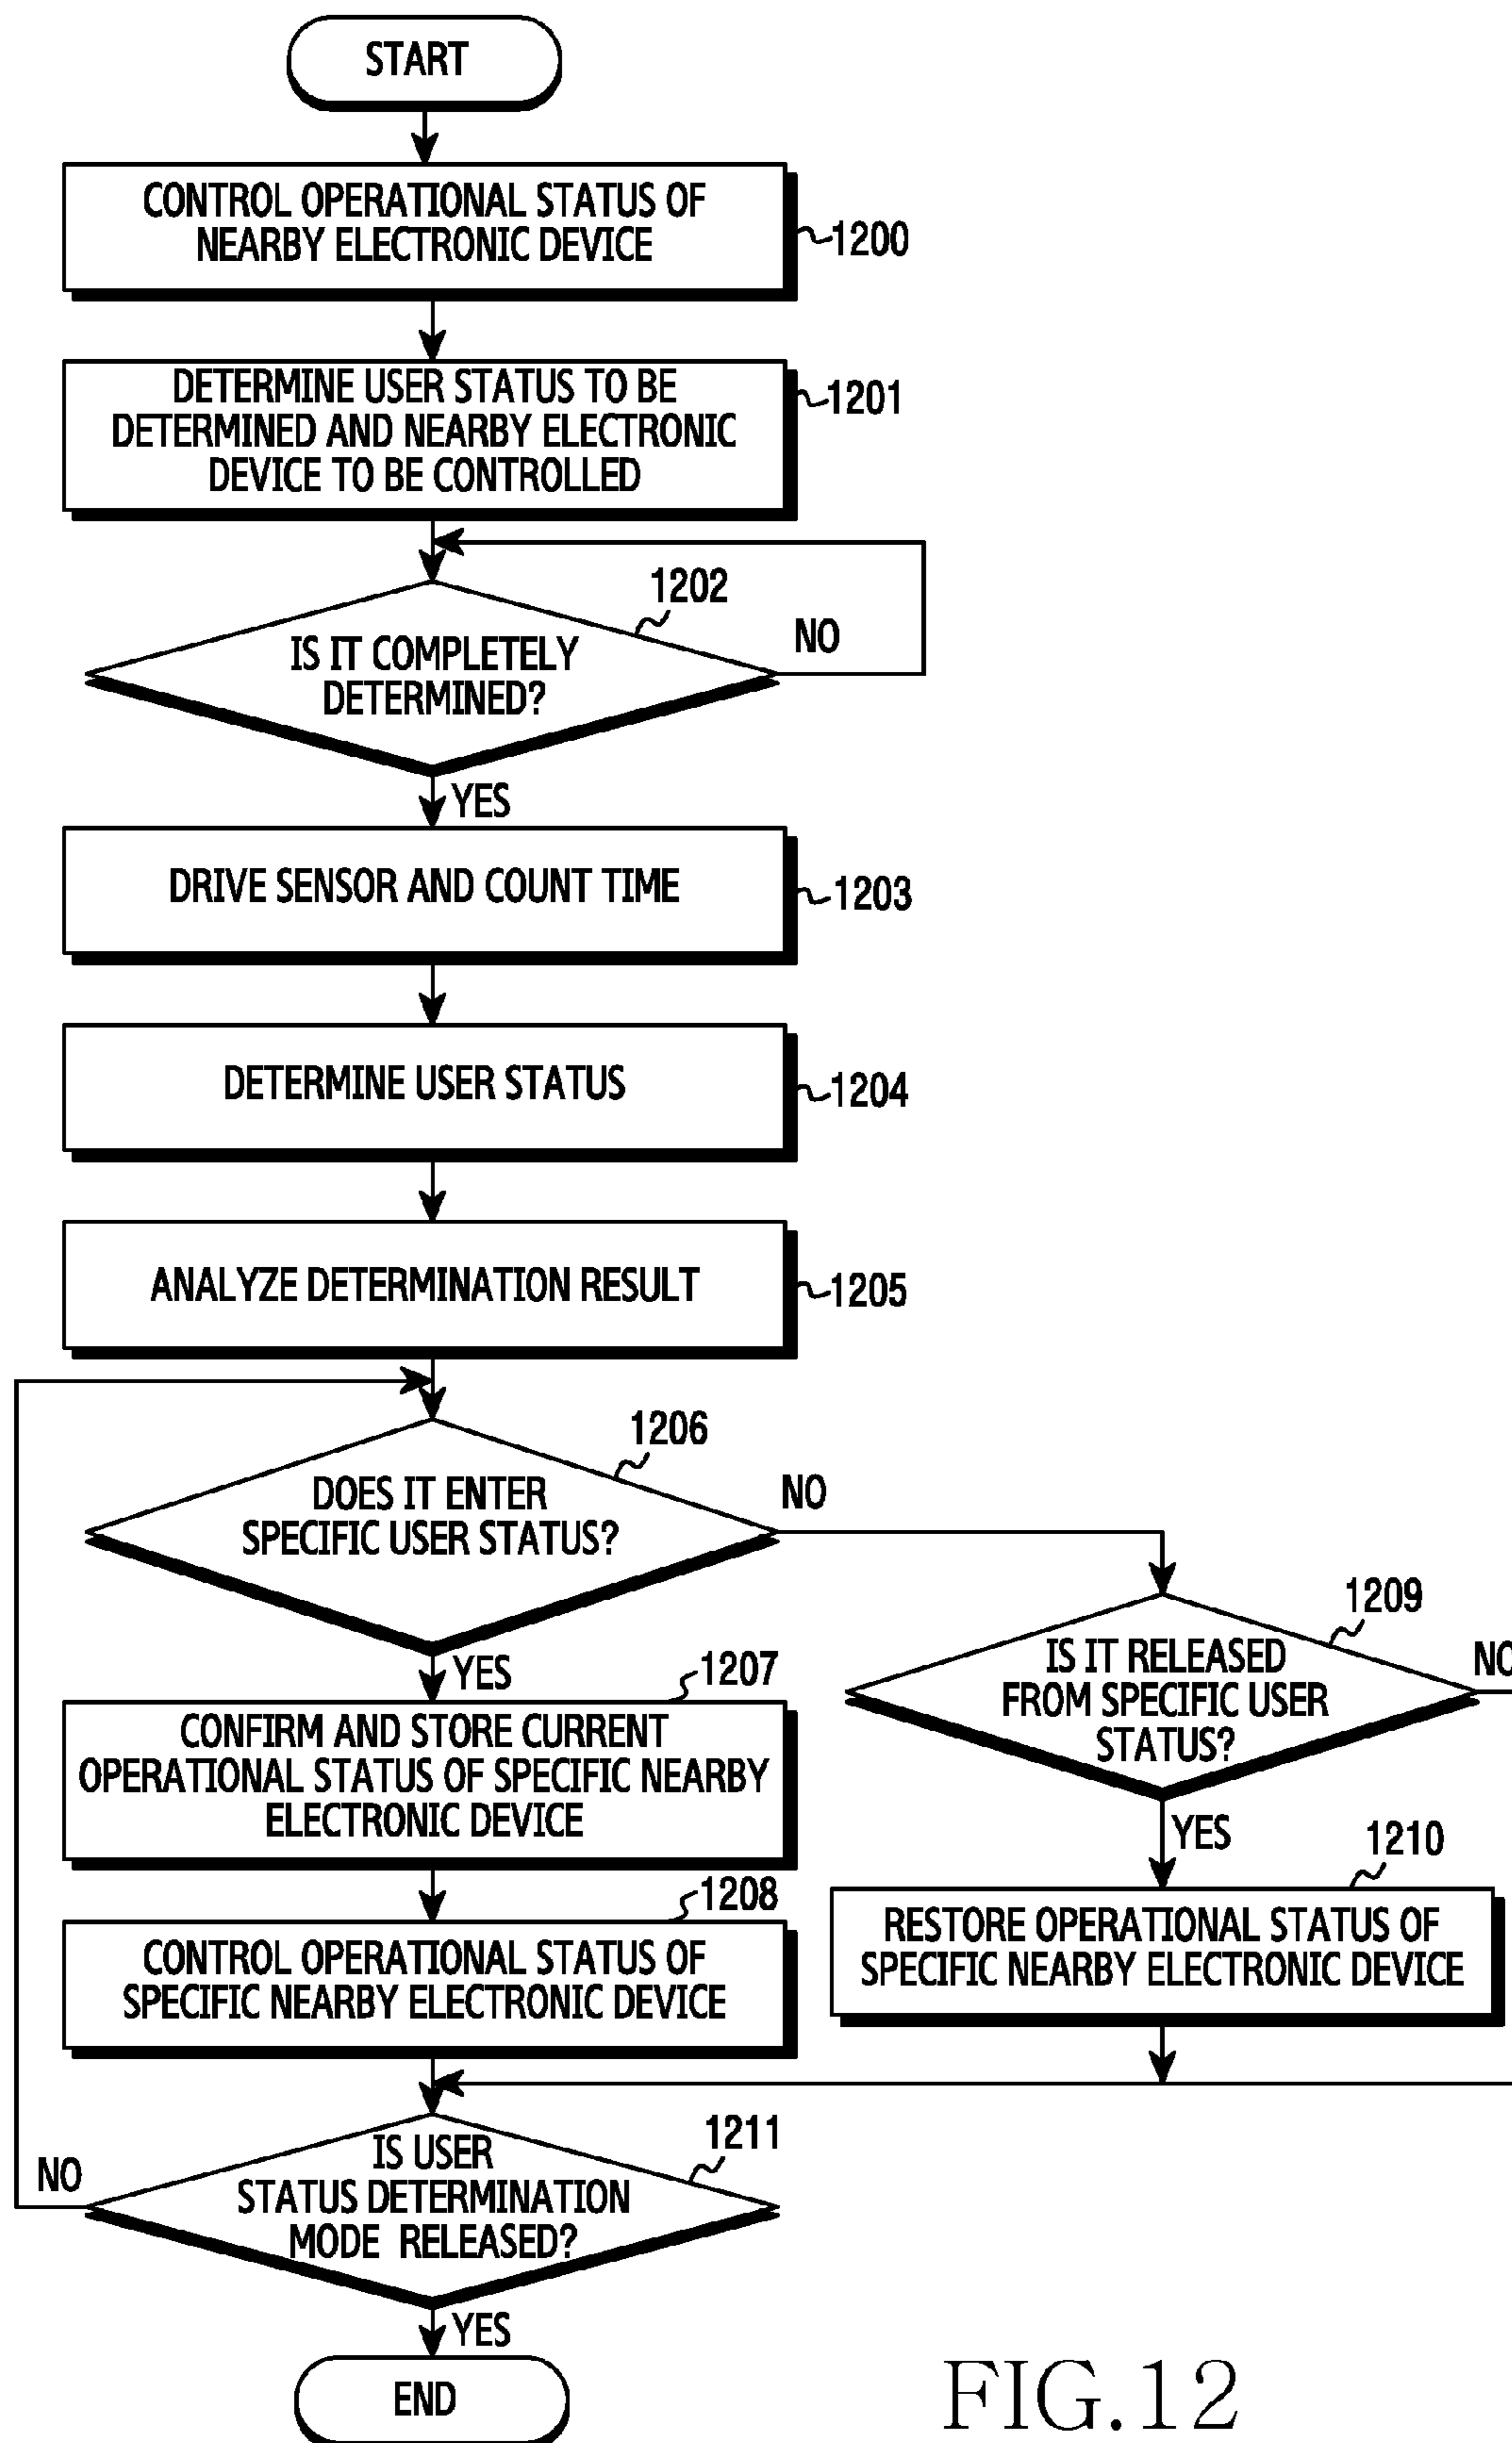 START
CONTROL OPERATIONAL STATUS OF
NEARBY ELECTRONIC DEVICE
1200
DETERMINE USER STATUS TO BE
DETERMINED AND NEARBY ELECTRONIC
DEVICE TO BE CONTROLLED
1201
1202
IS IT COMPLETELY
DETERMINED?
NO
YES
DRIVE SENSOR AND COUNT TIME
1203
DETERMINE USER STATUS
1204
ANALYZE DETERMINATION RESULT
1205
1206
DOES IT ENTER
SPECIFIC USER STATUS?
NO
YES
1207
CONFIRM AND STORE CURRENT
OPERATIONAL STATUS OF SPECIFIC NEARBY
ELECTRONIC DEVICE
1208
CONTROL OPERATIONAL STATUS OF
SPECIFIC NEARBY ELECTRONIC DEVICE
1209
IS IT RELEASED
FROM SPECIFIC USER
STATUS?
NO
YES
1210
RESTORE OPERATIONAL STATUS OF
SPECIFIC NEARBY ELECTRONIC DEVICE
1211
IS USER
STATUS DETERMINATION
MODE RELEASED?
NO
YES
END
FIG.12